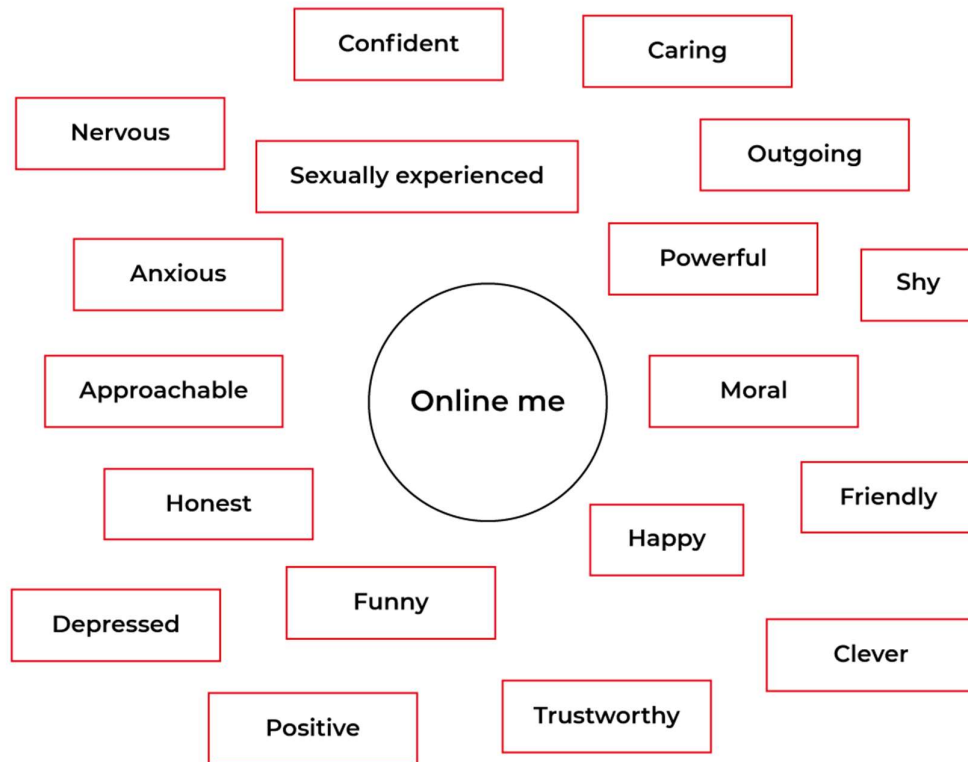 Confident
Caring
Nervous
Outgoing
Sexually experienced
Powerful
Anxious
Shy
Approachable
Online me
Moral
Honest
Friendly
Happy
Funny
Depressed
Clever
Positive
Trustworthy